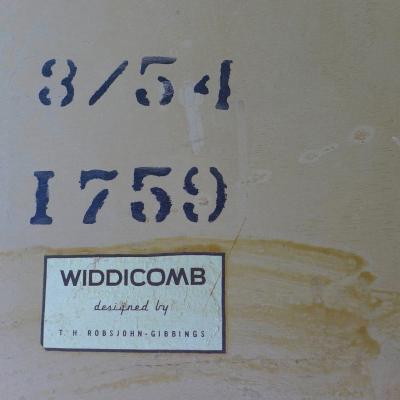 3/54
1759
WIDDICOMB
designed by
T. H. ROBSJOHN-GIBBINGS